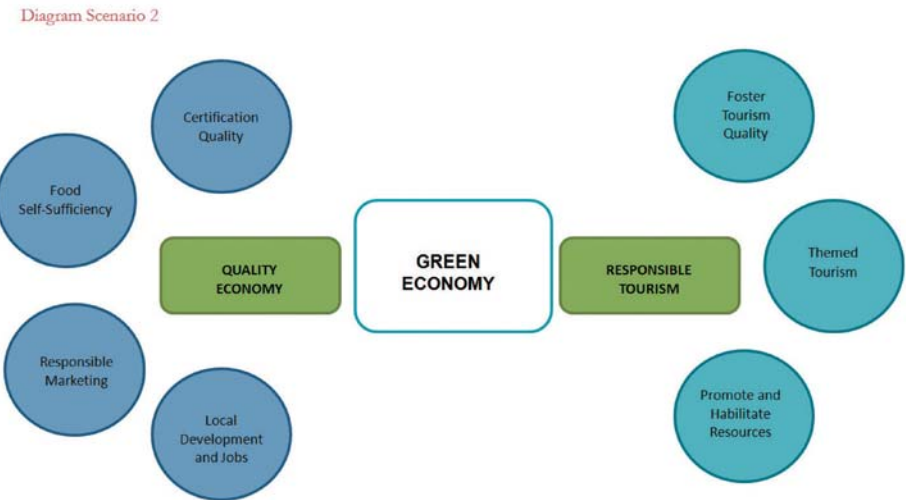 Diagram Scenario 2
Certification
Quality
Food
Self-Sufficiency
Responsible
Marketing
Local
Development
and Jobs
QUALITY
ECONOMY
GREEN
ECONOMY
RESPONSIBLE
TOURISM
Foster
Tourism
Quality
Themed
Tourism
Promote and
Habilitate
Resources